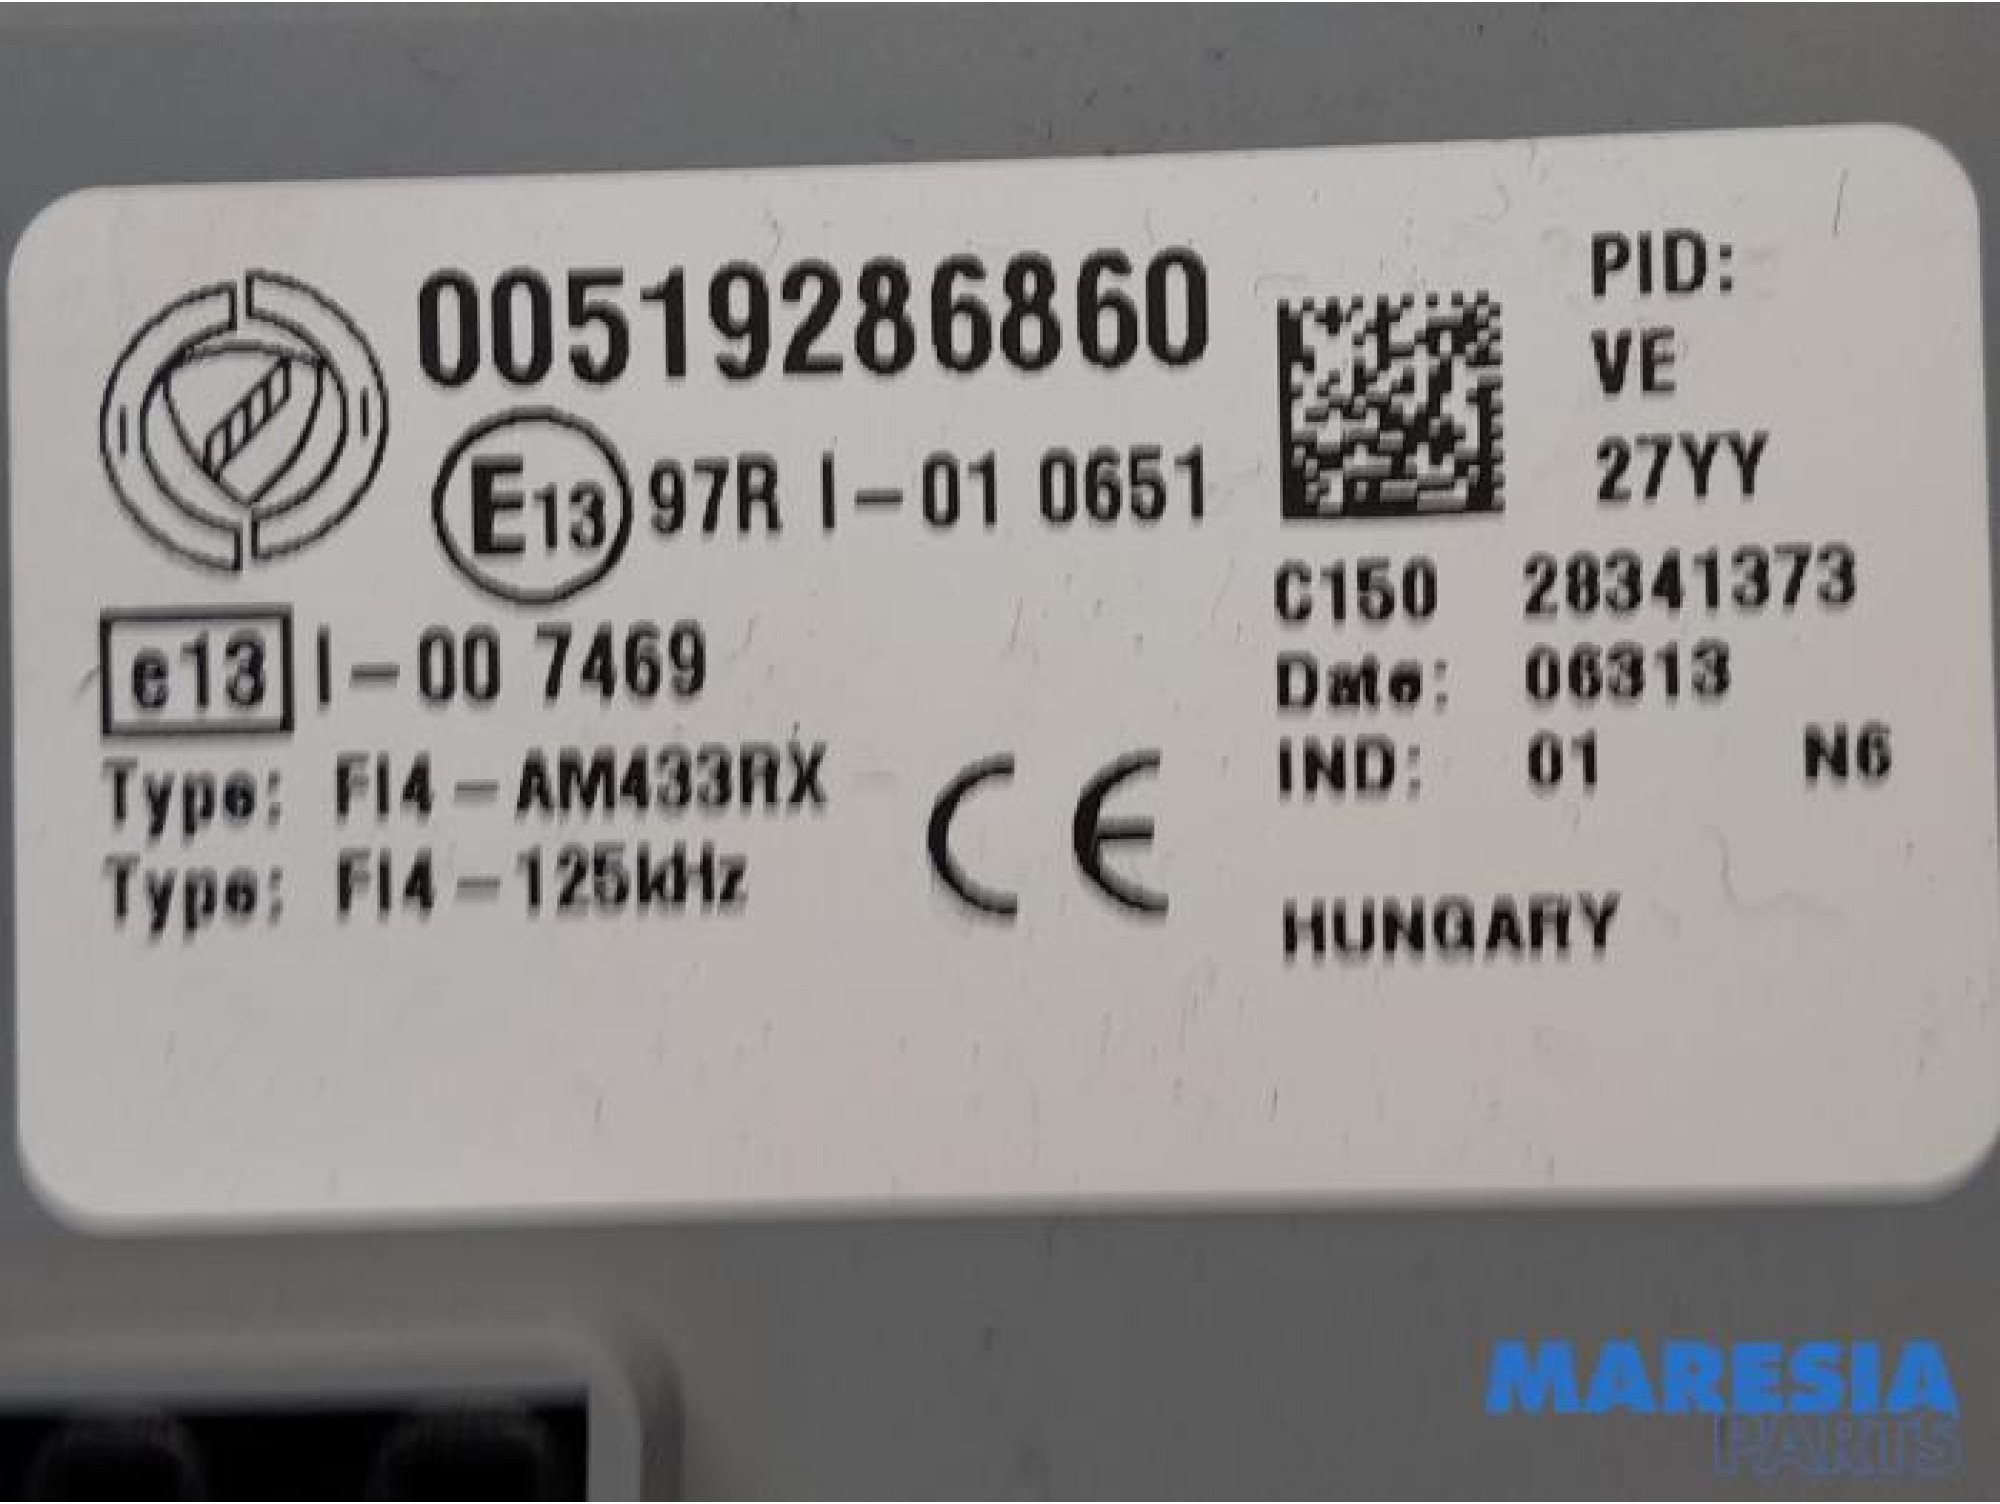 00519286860
E13 97R I-01 0651
e13 I-00 7469
Type: FI4-AM433RX
Type: FI4-125kHz
CE
PID:
VE
27YY
C150 28341373
Date: 06313
IND: 01 N6
HUNGARY
MARESIA
PARTS